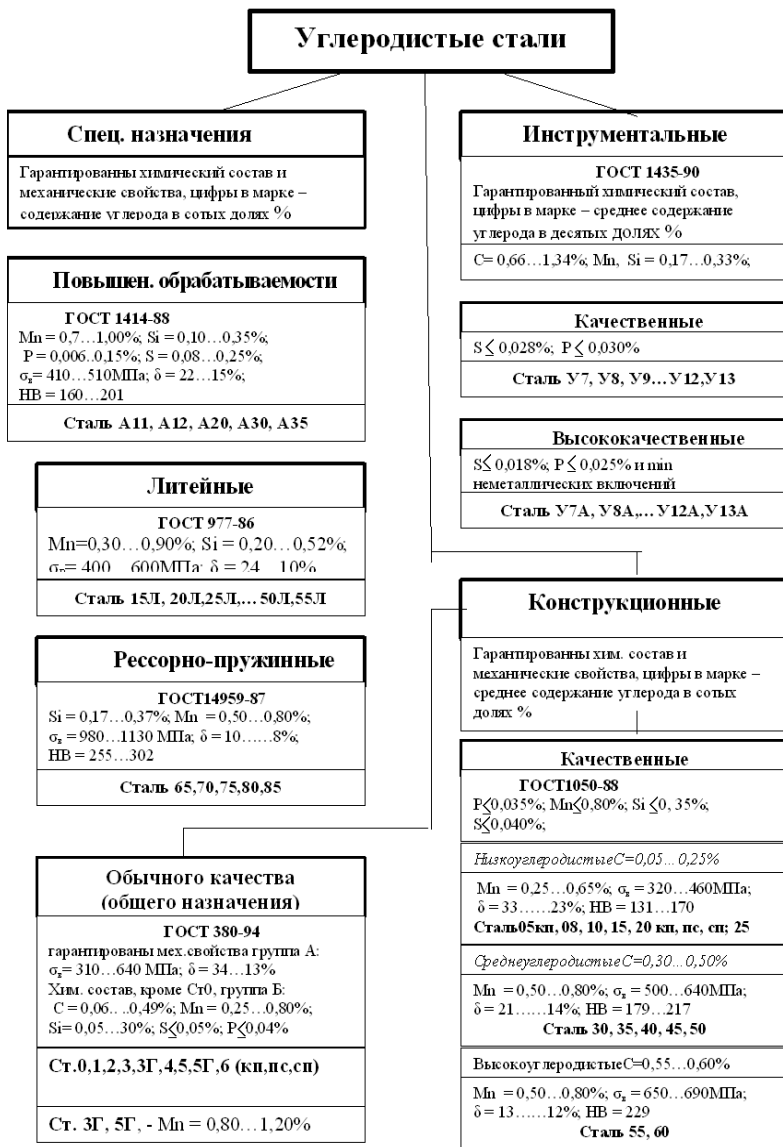 Углеродистые стали
Спец. назначения
Гарантированны химический состав и
механические свойства, цифры в марке –
содержание углерода в сотых долях %
Повышен. обрабатываемости
ГОСТ 1414-88
Mn = 0,7…1,00%; Si = 0,10…0,35%;
P = 0,006..0,15%; S = 0,08…0,25%;
σв= 410…510МПа; δ = 22…15%;
НВ = 160…201
Сталь А11, А12, А20, А30, А35
Литейные
ГОСТ 977-86
Mn=0,30…0,90%; Si = 0,20…0,52%;
σв= 400…600МПа; δ = 24…10%
Сталь 15Л, 20Л,25Л,… 50Л,55Л
Рессорно-пружинные
ГОСТ14959-87
Si = 0,17…0,37%; Mn = 0,50…0,80%;
σв = 980…1130 МПа; δ = 10……8%;
НВ = 255…302
Сталь 65,70,75,80,85
Обычного качества
(общего назначения)
ГОСТ 380-94
гарантированы мех.свойства группа А:
σв= 310…640 МПа; δ = 34…13%
Хим. состав, кроме Ст0, группа Б:
С = 0,06…0,49%; Mn = 0,25…0,80%;
Si= 0,05…30%; S≤0,05%; P≤0,04%
Ст.0,1,2,3,3Г,4,5,5Г,6 (кп,пс,сп)
Ст. 3Г, 5Г, - Mn = 0,80…1,20%
Инструментальные
ГОСТ 1435-90
Гарантированный химический состав,
цифры в марке – среднее содержание
углерода в десятых долях %
С= 0,66…1,34%; Mn, Si = 0,17…0,33%;
Качественные
S ≤ 0,028%; P ≤ 0,030%
Сталь У7, У8, У9…У12,У13
Высококачественные
S≤ 0,018%; P ≤ 0,025% и min
неметаллических включений
Сталь У7А, У8А,…У12А,У13А
Конструкционные
Гарантированны хим. состав и
механические свойства, цифры в марке –
среднее содержание углерода в сотых
долях %
Качественные
ГОСТ1050-88
P≤0,035%; Mn≤0,80%; Si ≤0, 35%;
S≤0,040%;
НизкоуглеродистыеС=0,05…0,25%
Mn = 0,25…0,65%; σв = 320…460МПа;
δ = 33……23%; НВ = 131…170
Сталь05кп, 08, 10, 15, 20 кп, пс, сп; 25
СреднеуглеродистыеС=0,30…0,50%
Mn = 0,50…0,80%; σв = 500…640МПа;
δ = 21……14%; НВ = 179…217
Сталь 30, 35, 40, 45, 50
ВысокоуглеродистыеС=0,55…0,60%
Mn = 0,50…0,80%; σв = 650…690МПа;
δ = 13……12%; НВ = 229
Сталь 55, 60